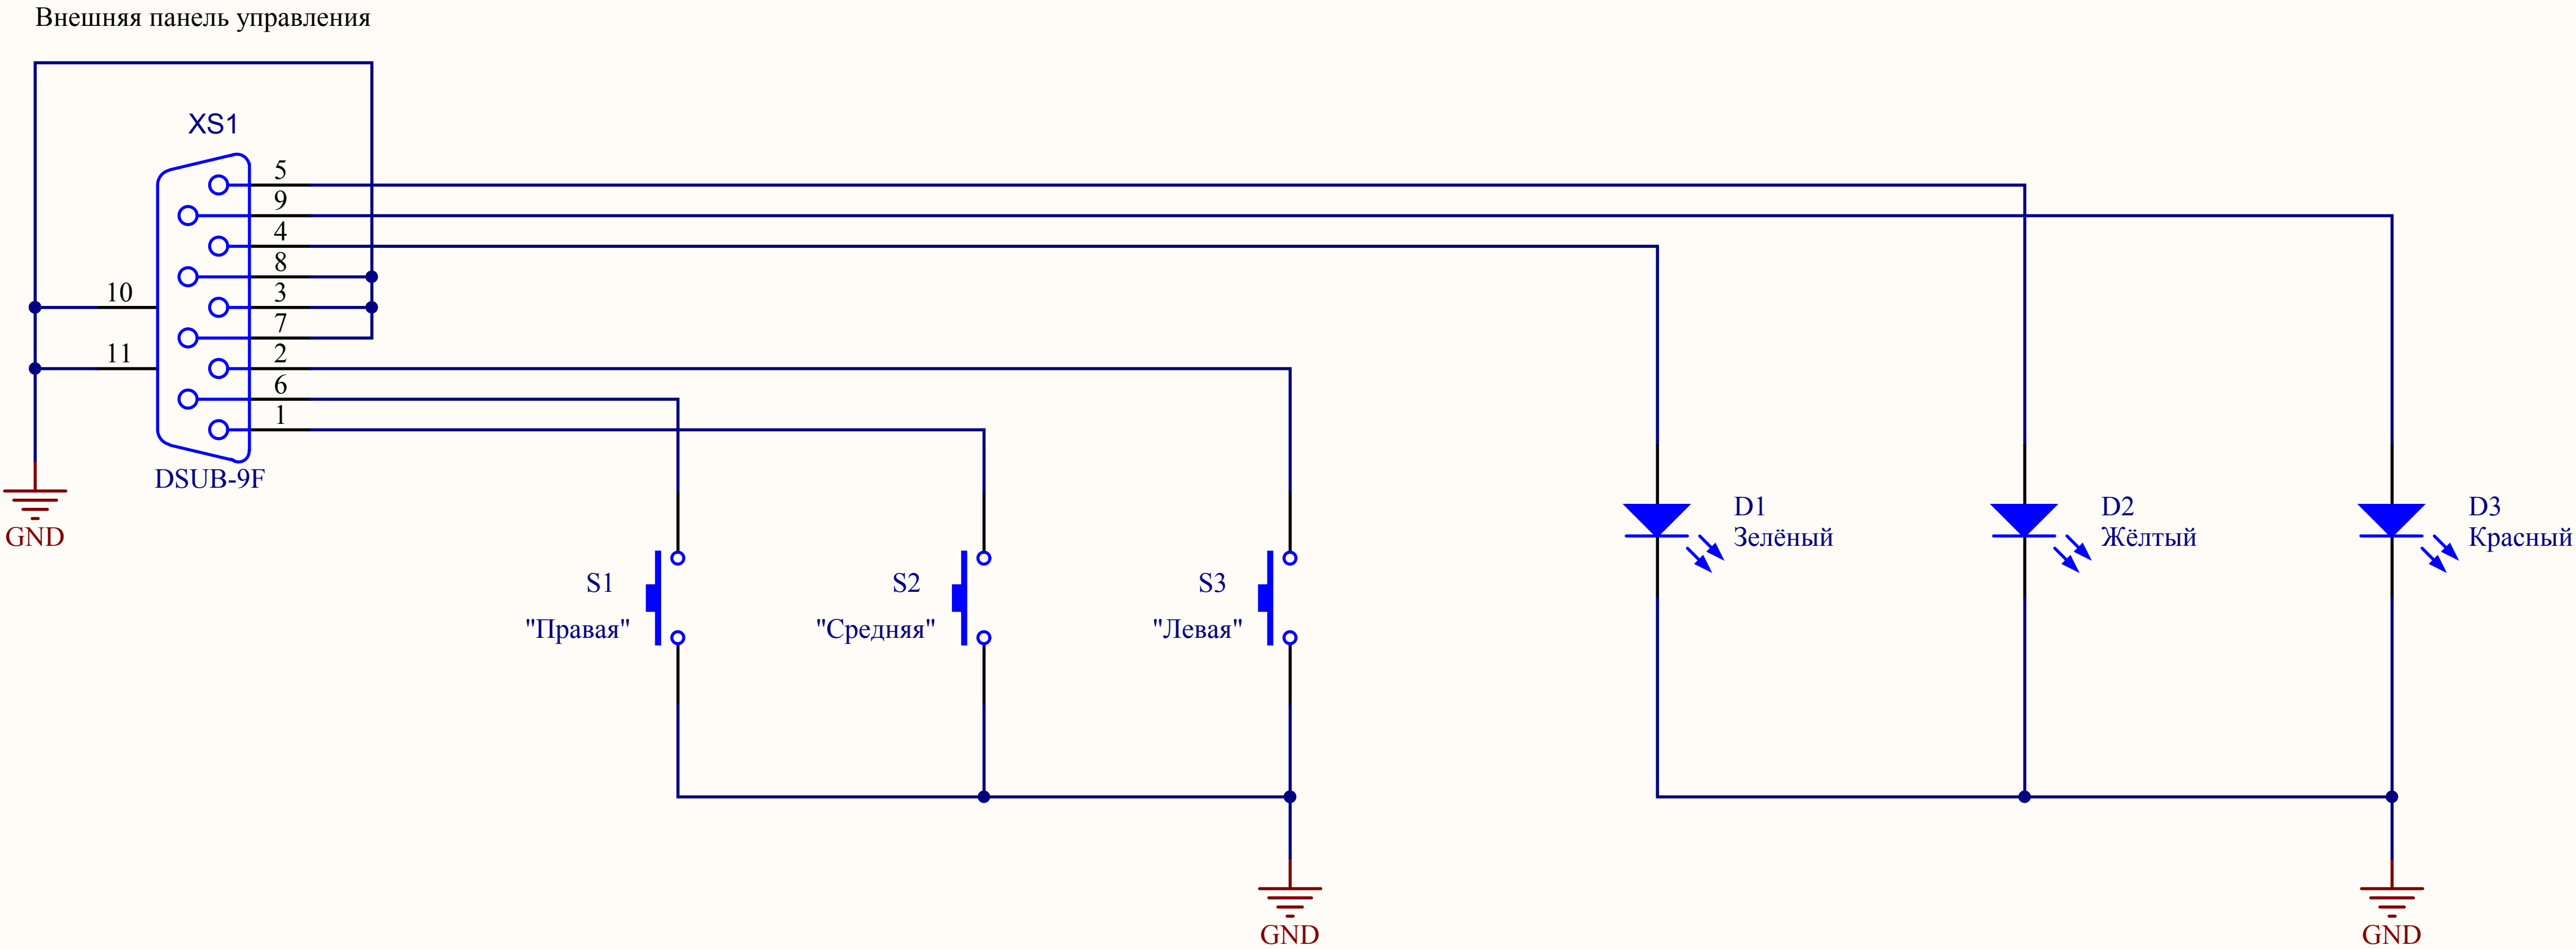 Внешняя панель управления
XS1
5
9
4
8
10
3
7
11
2
6
1
DSUB-9F
GND
S1
"Правая"
S2
"Средняя"
S3
"Левая"
D1
Зелёный
D2
Жёлтый
D3
Красный
GND
GND